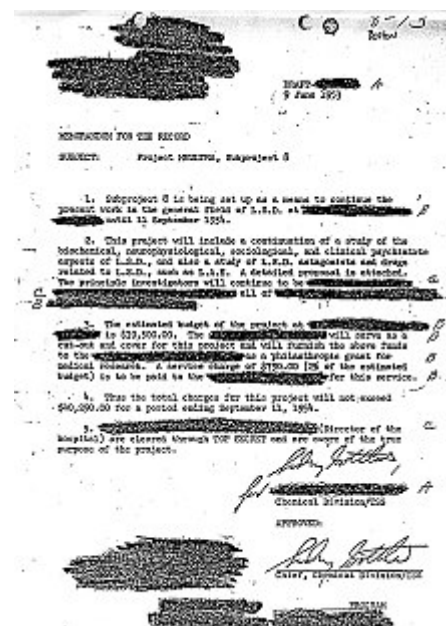 DRAFT
9 June 1953
MEMORANDUM FOR THE RECORD
SUBJECT: Project MKULTRA, Subproject 8
1. Subproject 8 is being set up as a means to continue the
present work in the general field of L.S.D. at
until 11 September 1954.
2. This project will include a continuation of a study of the
biochemical, neurophysiological, sociological, and clinical psychiatric
aspects of L.S.D., and also a study of L.S.D. antagonists and drugs
related to L.S.D., such as L.A.E. A detailed proposal is attached.
The principle investigators will continue to be
all of
3. The estimated budget of the project at
is $39,500.00. The will serve as a
cut-out and cover for this project and will furnish the above funds
to the as a philanthropic grant for
medical research. A service charge of $790.00 (2% of the estimated
budget) is to be paid to the for this service.
4. Thus the total charges for this project will not exceed
$40,290.00 for a period ending September 11, 1954.
5. (Director of the
hospital) are cleared through TOP SECRET and are aware of the true
purpose of the project.
Sidney Gottlieb
for
Chemical Division/TSS
APPROVED:
Sidney Gottlieb
Chief, Chemical Division/TSS